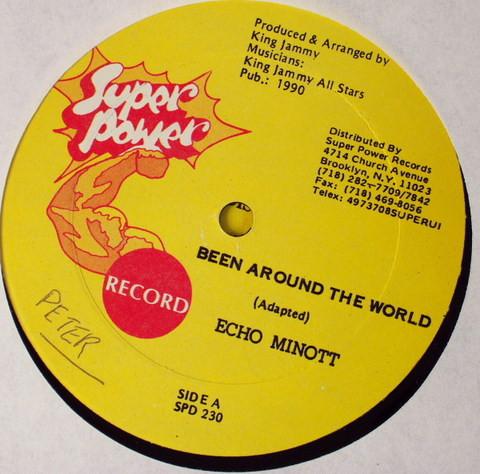 Produced & Arranged by
King Jammy
Musicians:
King Jammy All Stars
Pub.: 1990
Super
Power
Distributed By
Super Power Records
4714 Church Avenue
Brooklyn, N.Y. 11023
(718) 282-7709/7842
Fax: (718) 469-8056
Telex: 4973708SUPERUI
BEEN AROUND THE WORLD
(Adapted)
ECHO MINOTT
RECORD
PETER
SIDE A
SPD 230